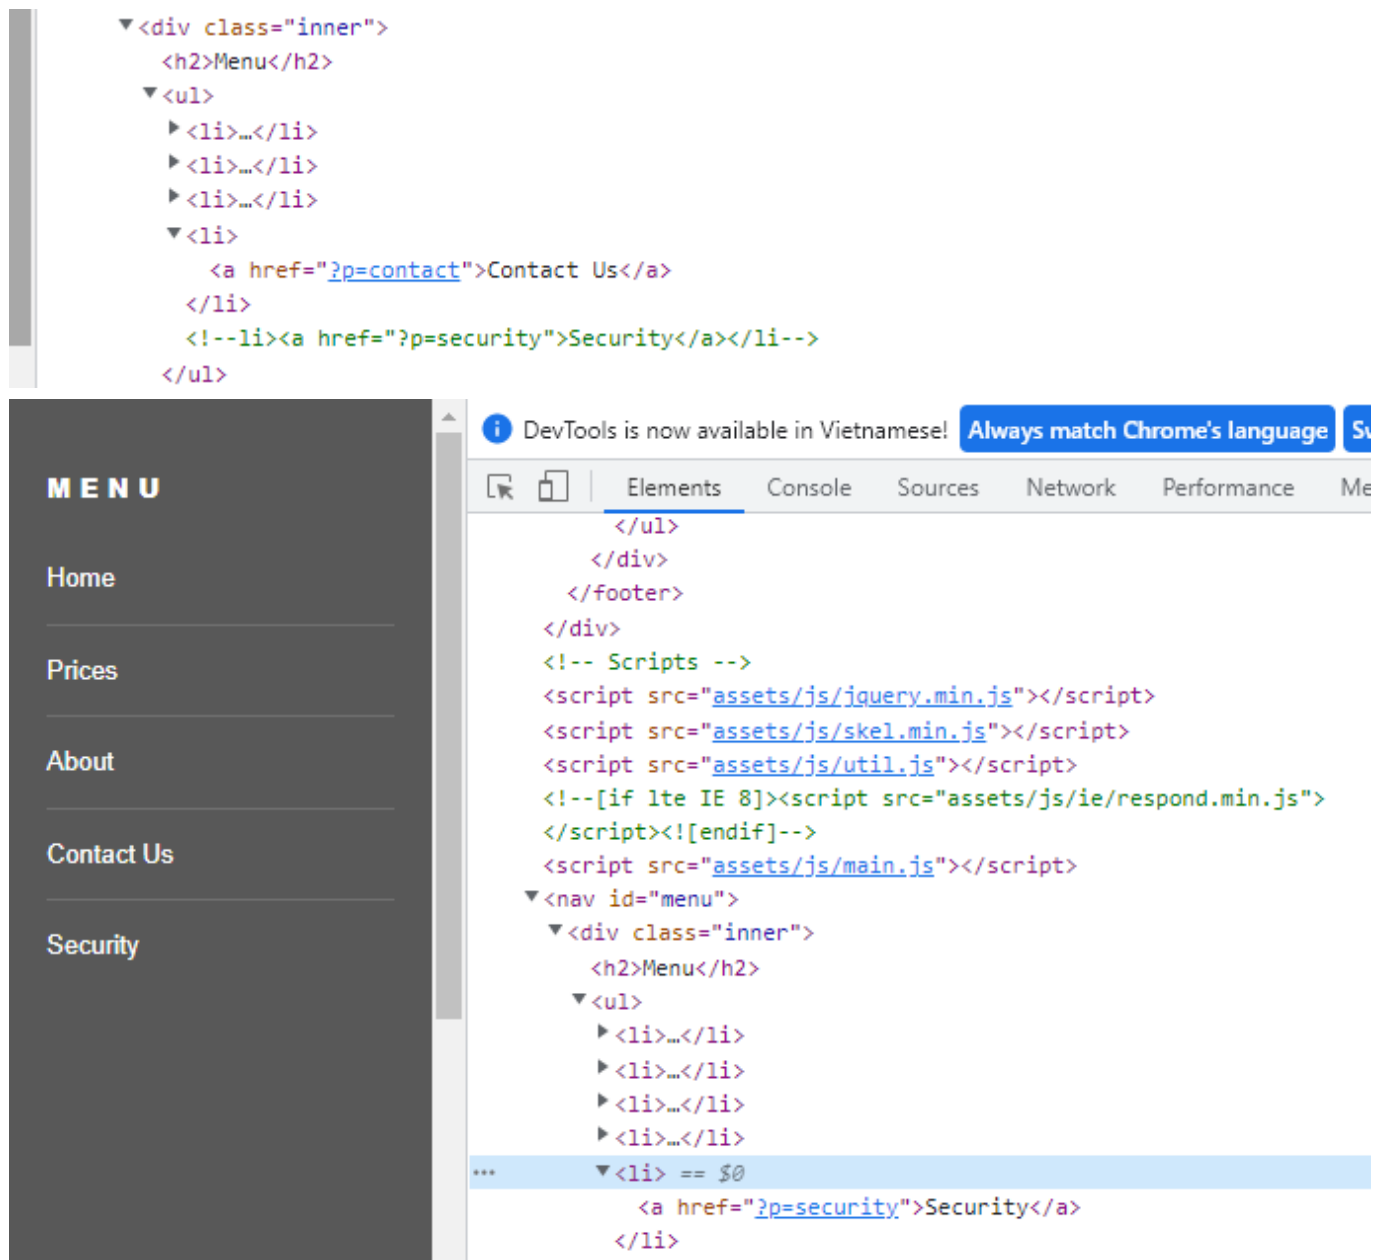 <div class="inner">
<h2>Menu</h2>
<ul>
<li>…</li>
<li>…</li>
<li>…</li>
<li>
<a href="?p=contact">Contact Us</a>
</li>
<!--li><a href="?p=security">Security</a></li-->
</ul>
MENU
Home
Prices
About
Contact Us
Security
DevTools is now available in Vietnamese! Always match Chrome's language
Elements Console Sources Network Performance
</ul>
</div>
</footer>
</div>
<!-- Scripts -->
<script src="assets/js/jquery.min.js"></script>
<script src="assets/js/skel.min.js"></script>
<script src="assets/js/util.js"></script>
<!--[if lte IE 8]><script src="assets/js/ie/respond.min.js">
</script><![endif]-->
<script src="assets/js/main.js"></script>
<nav id="menu">
<div class="inner">
<h2>Menu</h2>
<ul>
<li>…</li>
<li>…</li>
<li>…</li>
<li>…</li>
<li> == $0
<a href="?p=security">Security</a>
</li>